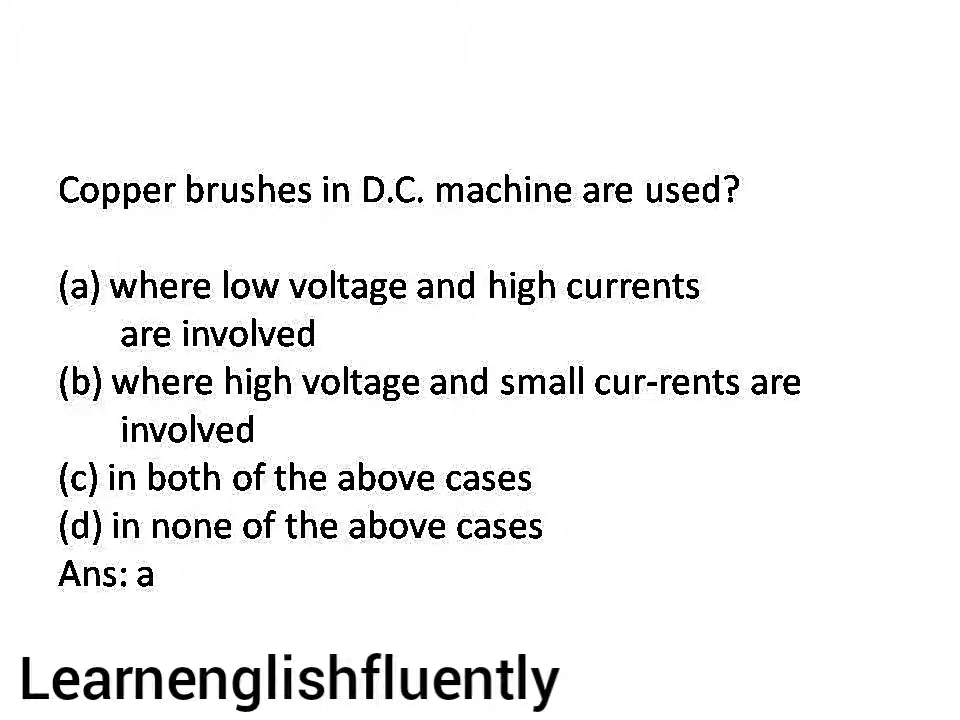 Copper brushes in D.C. machine are used?
(a) where low voltage and high currents
are involved
(b) where high voltage and small cur-rents are
involved
(c) in both of the above cases
(d) in none of the above cases
Ans: a
Learnenglishfluently